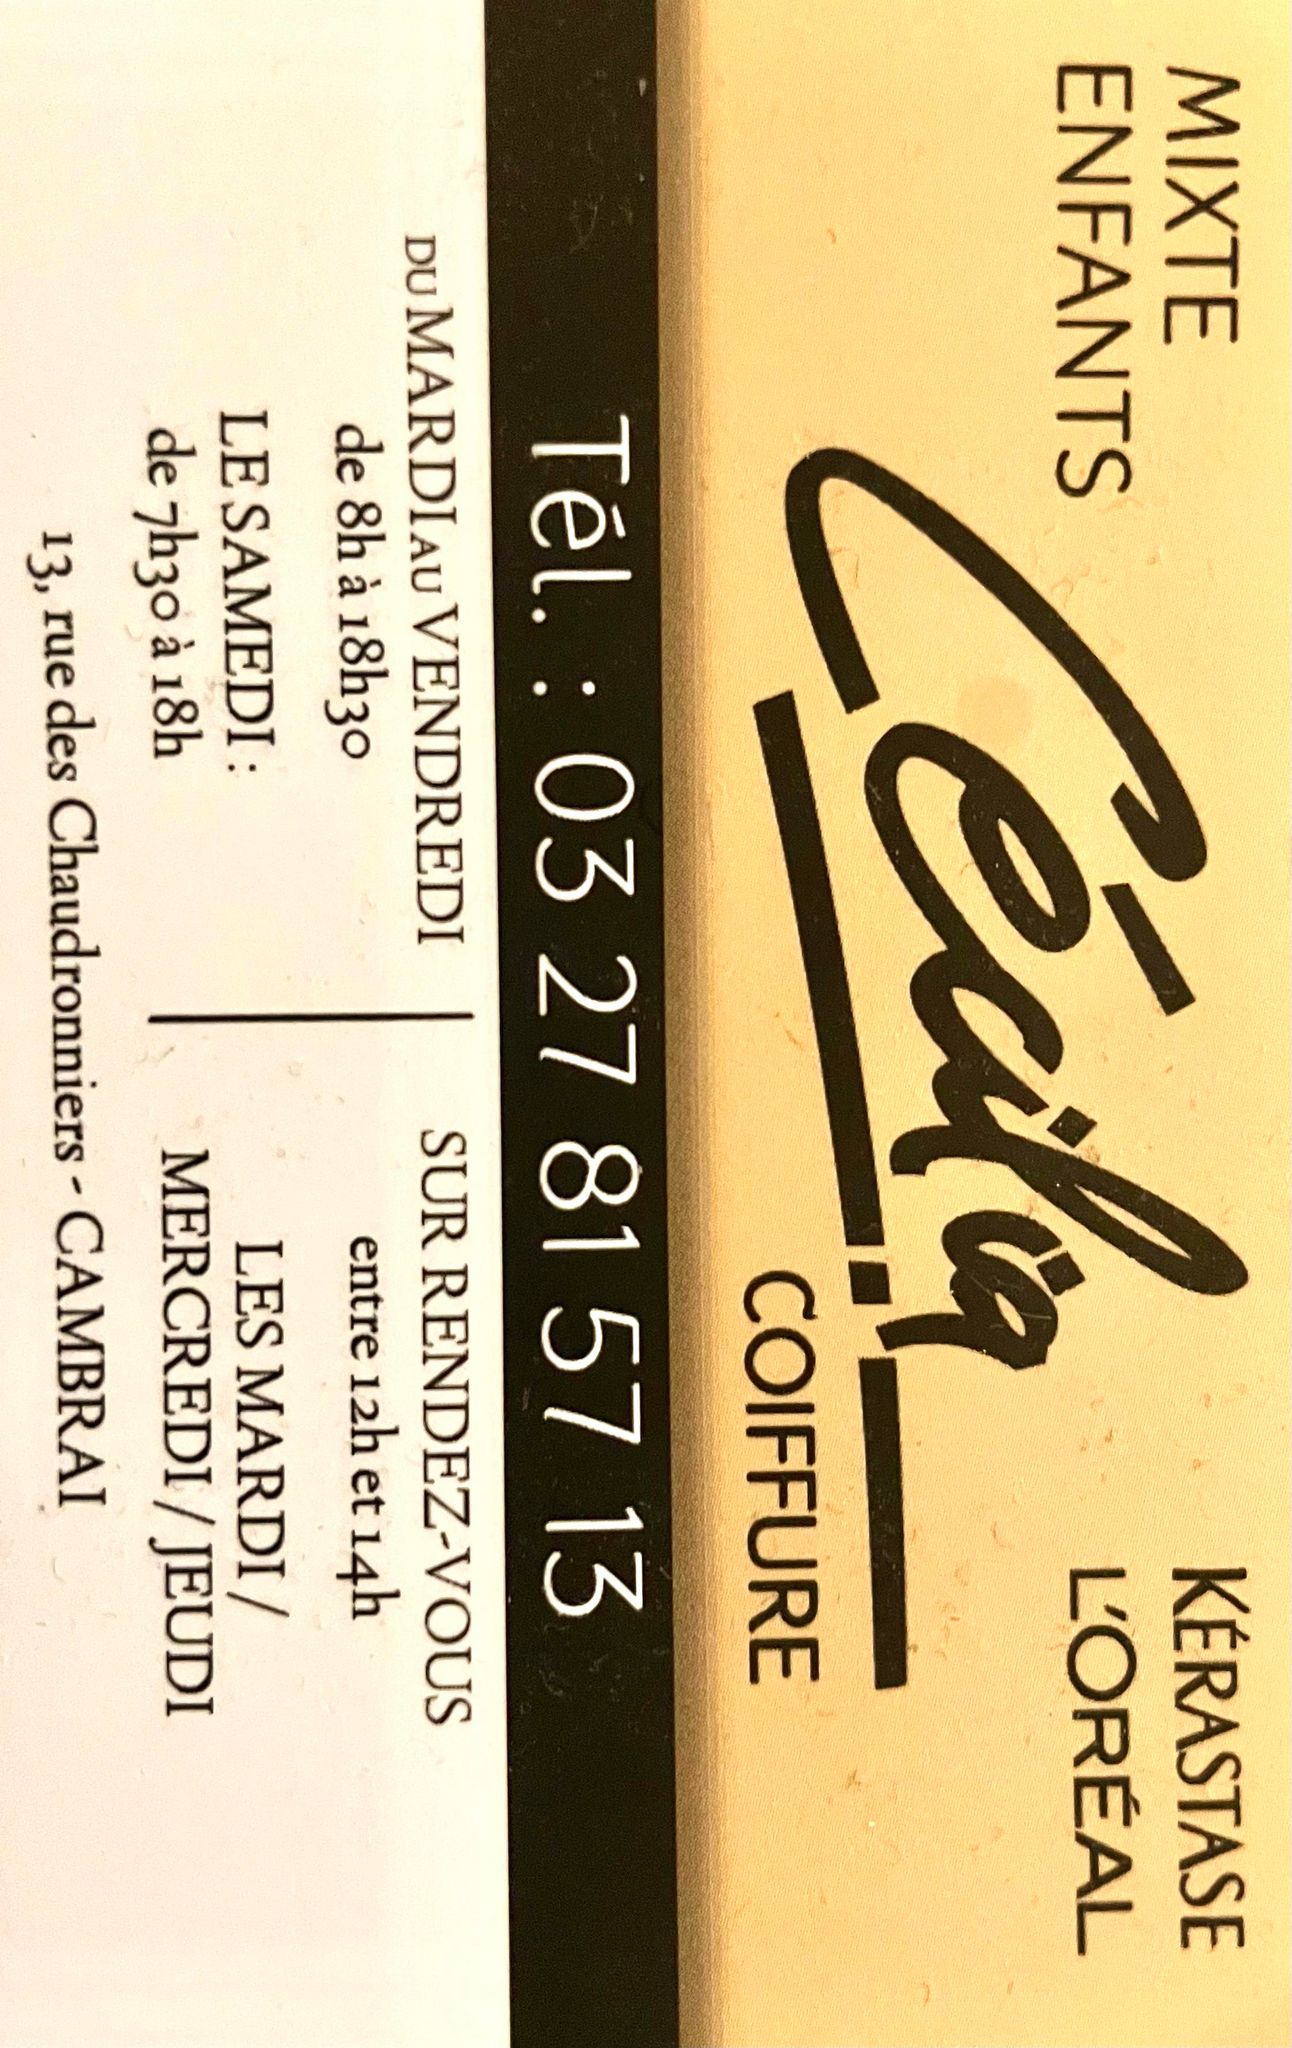 MIXTE
ENFANTS
KÉRASTASE
L'ORÉAL
Cécilia
COIFFURE
Tél. : 03 27 81 57 13
DU MARDI AU VENDREDI
de 8h à 18h30
LE SAMEDI :
de 7h30 à 18h
SUR RENDEZ-VOUS
entre 12h et 14h
LES MARDI /
MERCREDI / JEUDI
13, rue des Chaudronniers - CAMBRAI